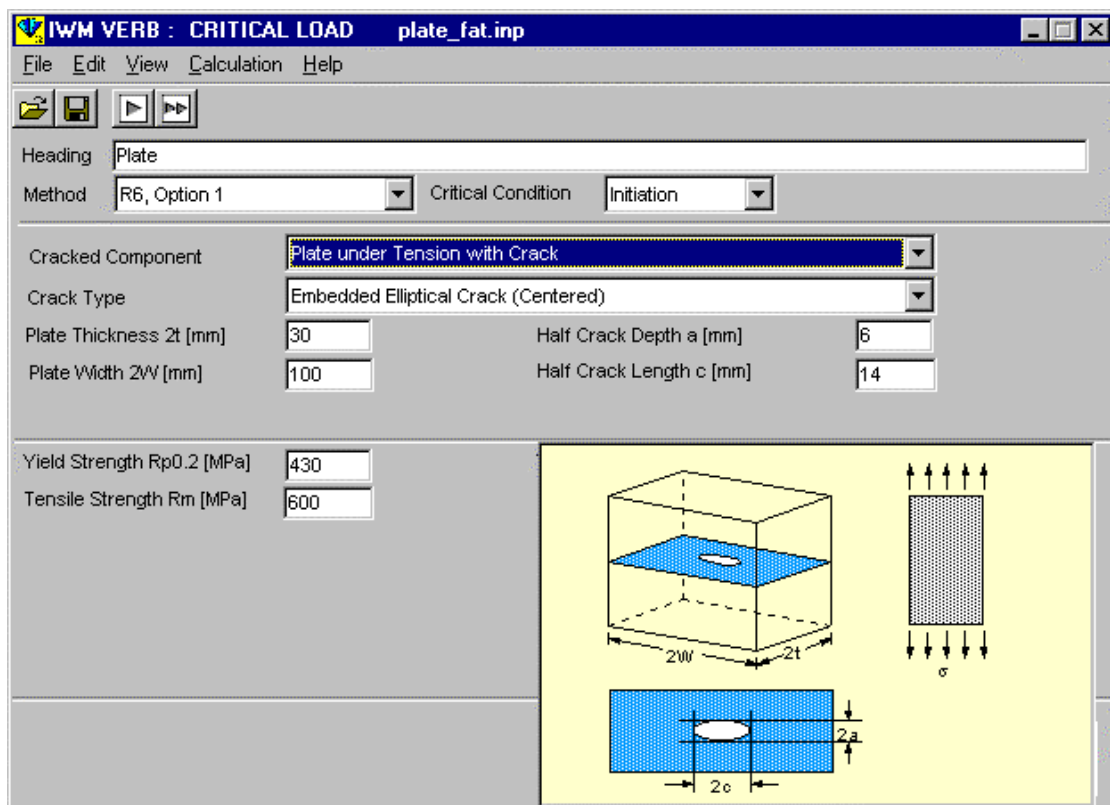 IWM VERB : CRITICAL LOAD plate_fat.inp
File Edit View Calculation Help
Heading Plate
Method R6, Option 1 Critical Condition Initiation
Cracked Component Plate under Tension with Crack
Crack Type Embedded Elliptical Crack (Centered)
Plate Thickness 2t [mm] 30 Half Crack Depth a [mm] 6
Plate Width 2W [mm] 100 Half Crack Length c [mm] 14
Yield Strength Rp0.2 [MPa] 430
Tensile Strength Rm [MPa] 600
2W 2t
σ
2a
2c